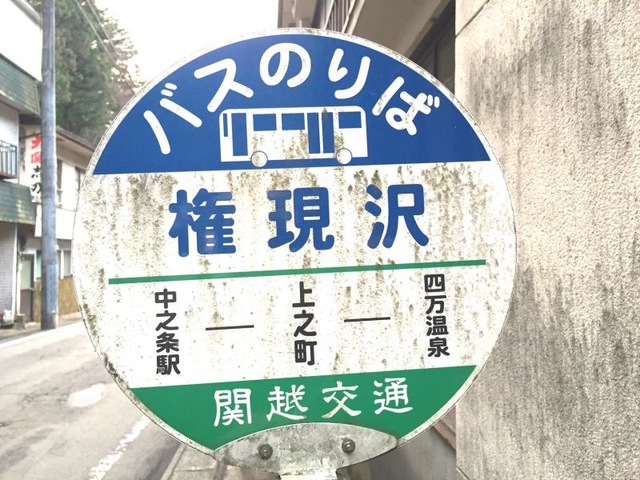 バスのりば
権現沢
中之条駅 — 上之町 — 四万温泉
関越交通